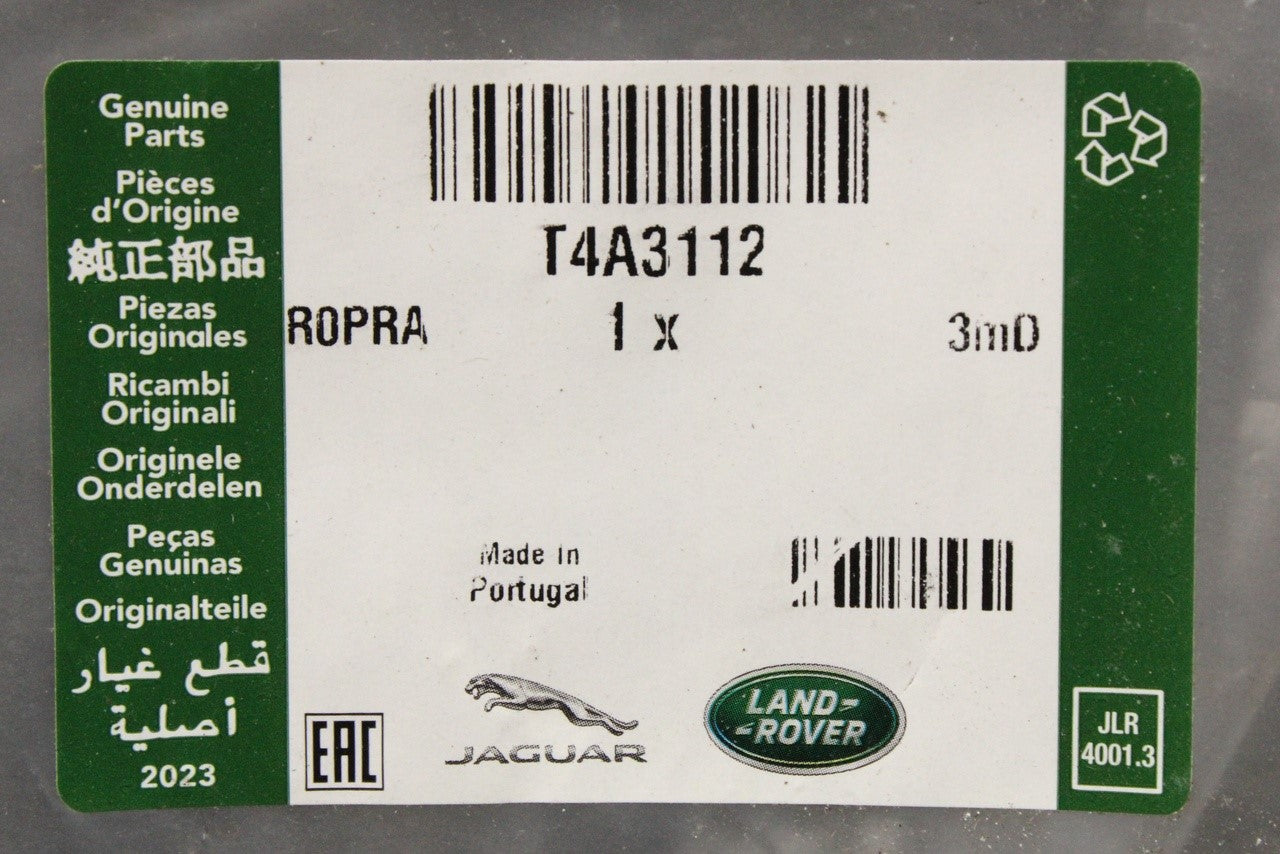 Genuine
Parts
Pièces
d'Origine
純正部品
Piezas
Originales
Ricambi
Originali
Originele
Onderdelen
Peças
Genuinas
Originalteile
قطع غيار
أصلية
2023
T4A3112
ROPRA 1 x 3mD
Made In
Portugal
EAC
JAGUAR
LAND-
-ROVER
JLR
4001.3